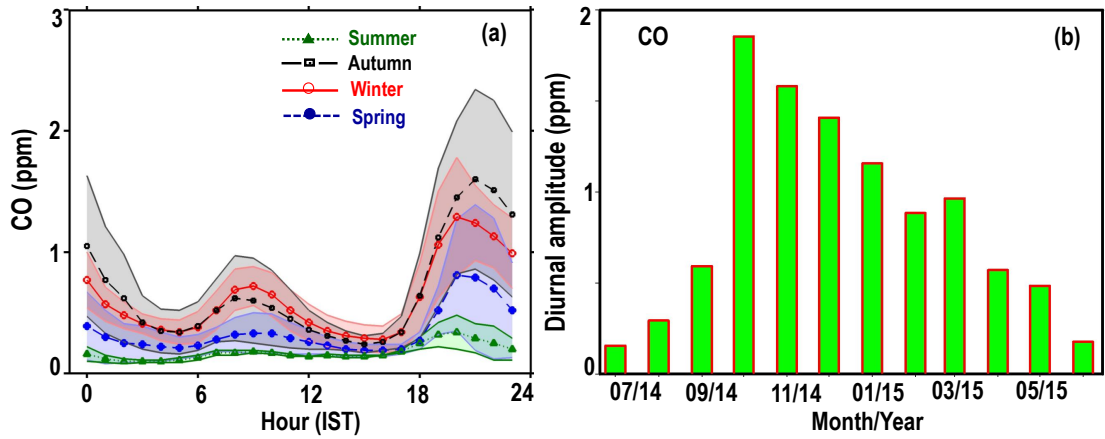 (a)
Summer
Autumn
Winter
Spring
3
2
1
0
CO (ppm)
0
6
12
18
24
Hour (IST)
CO
(b)
2
1
0
Diurnal amplitude (ppm)
07/14
09/14
11/14
01/15
03/15
05/15
Month/Year